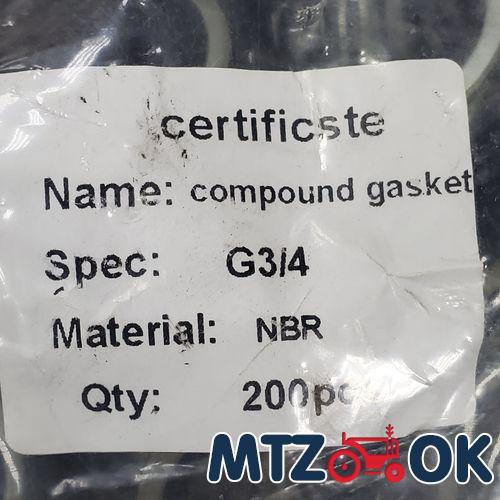 certificste
Name: compound gasket
Spec: G3/4
Material: NBR
Qty: 200pc
MTZ OK